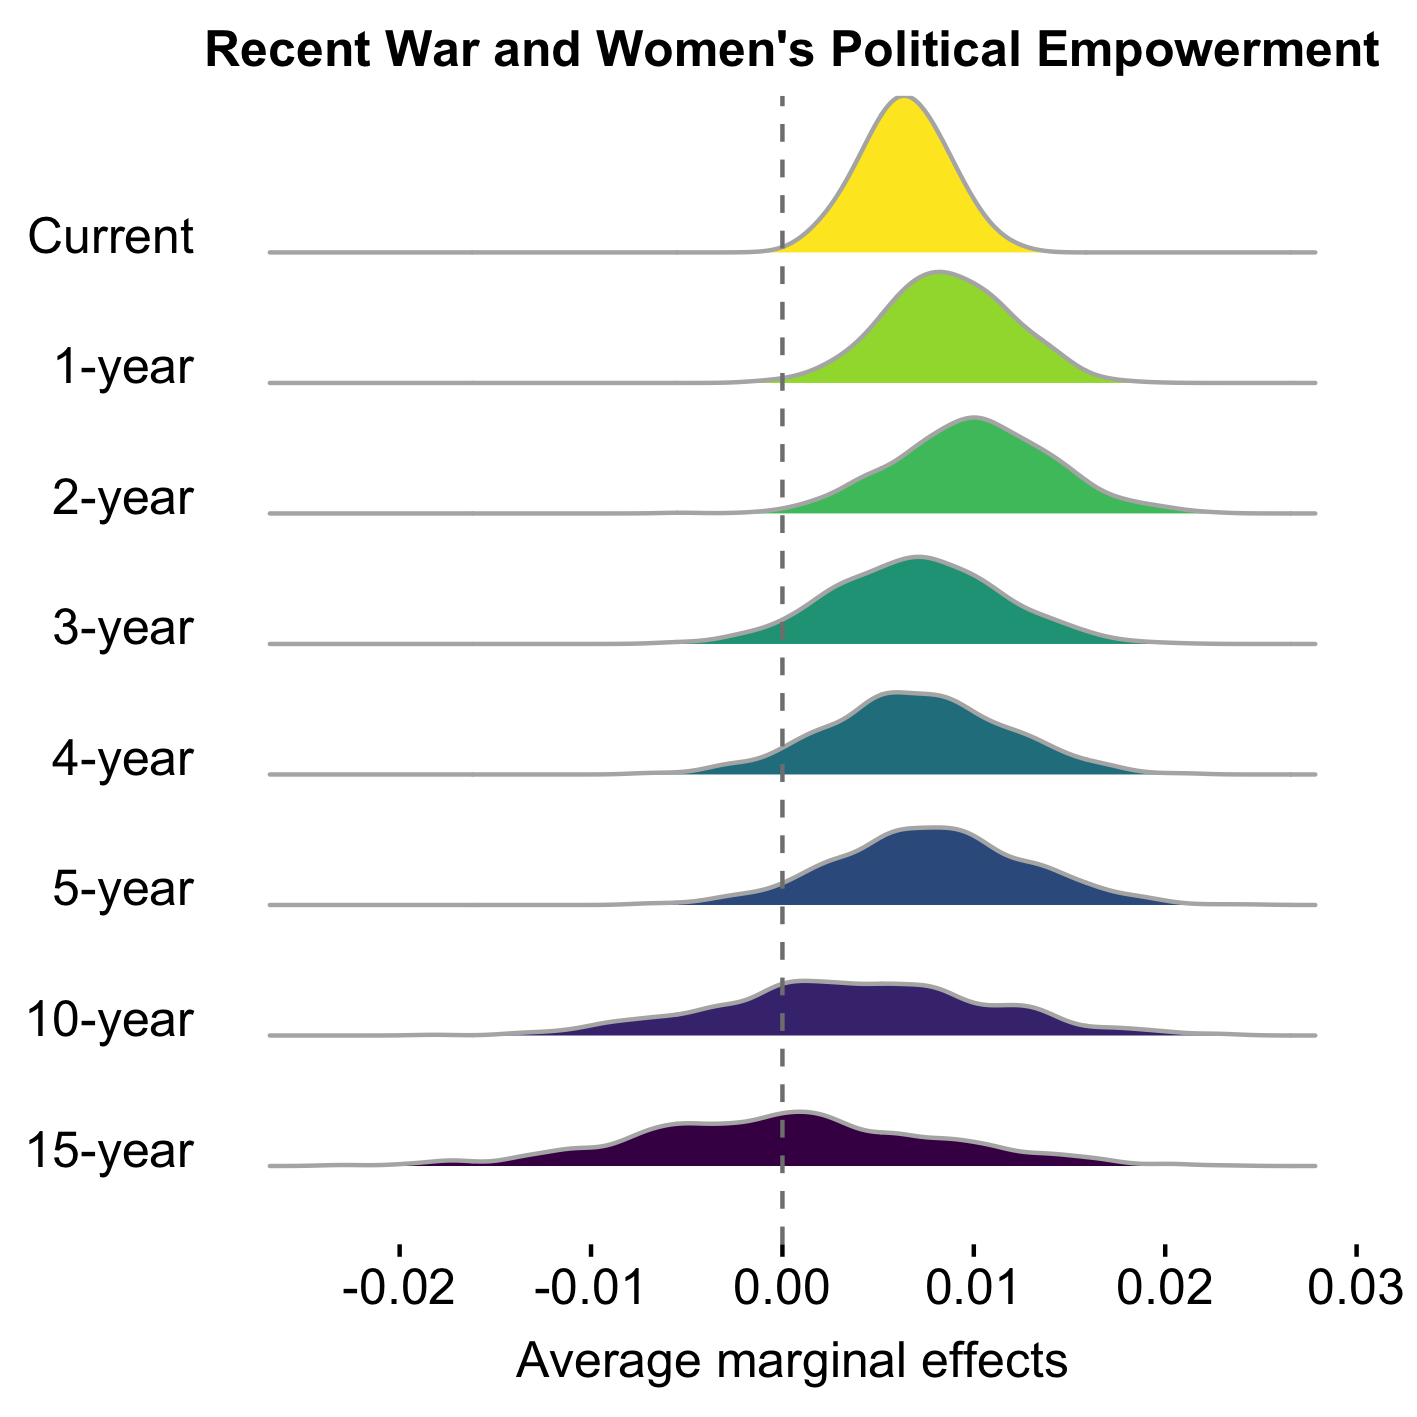 Recent War and Women's Political Empowerment
Current
1-year
2-year
3-year
4-year
5-year
10-year
15-year
-0.02 -0.01 0.00 0.01 0.02 0.03
Average marginal effects